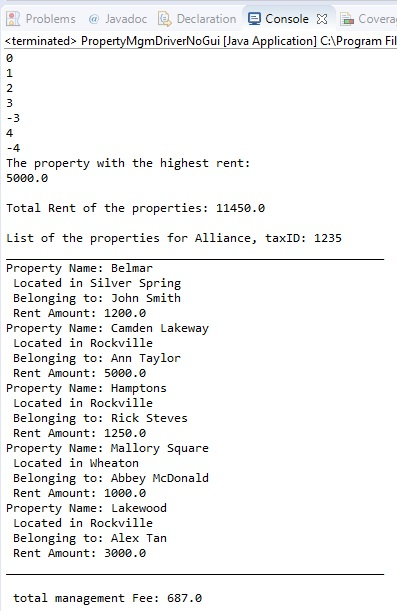 Problems @ Javadoc Declaration Console Covera
<terminated> PropertyMgmDriverNoGui [Java Application] C:\Program Fil
0
1
2
3
-3
4
-4
The property with the highest rent:
5000.0
Total Rent of the properties: 11450.0
List of the properties for Alliance, taxID: 1235
Property Name: Belmar
Located in Silver Spring
Belonging to: John Smith
Rent Amount: 1200.0
Property Name: Camden Lakeway
Located in Rockville
Belonging to: Ann Taylor
Rent Amount: 5000.0
Property Name: Hamptons
Located in Rockville
Belonging to: Rick Steves
Rent Amount: 1250.0
Property Name: Mallory Square
Located in Wheaton
Belonging to: Abbey McDonald
Rent Amount: 1000.0
Property Name: Lakewood
Located in Rockville
Belonging to: Alex Tan
Rent Amount: 3000.0
total management Fee: 687.0